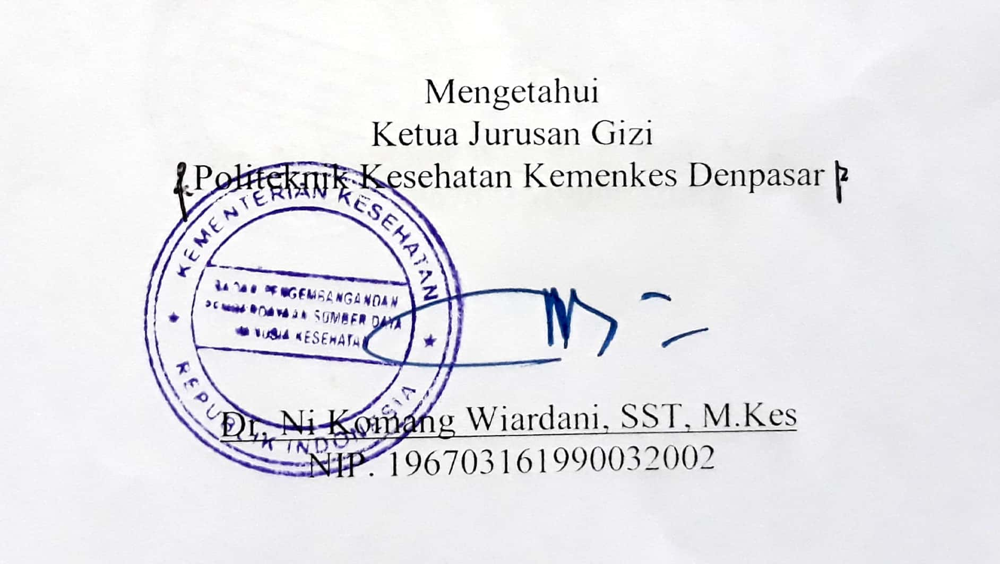 Mengetahui
Ketua Jurusan Gizi
Politeknik Kesehatan Kemenkes Denpasar
KEMENTERIAN KESEHATAN
BADAN PENGEMBANGAN DAN
PEMBERDAYAAN SUMBER DAYA
MANUSIA KESEHATAN
REPUBLIK INDONESIA
Dr. Ni Komang Wiardani, SST, M.Kes
NIP. 196703161990032002